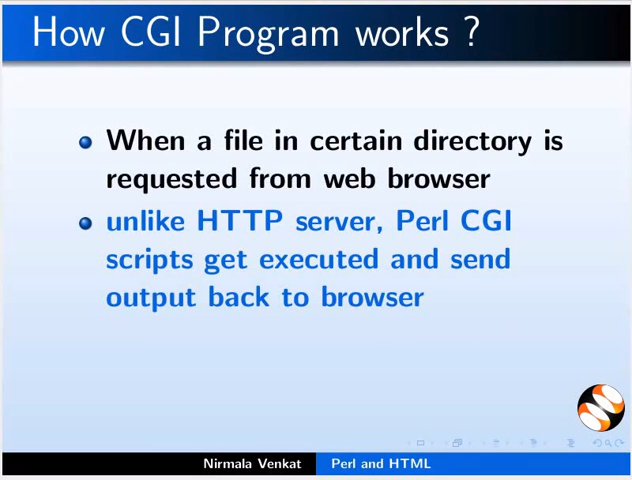 How CGI Program works ?
When a file in certain directory is
requested from web browser
unlike HTTP server, Perl CGI
scripts get executed and send
output back to browser
Nirmala Venkat
Perl and HTML